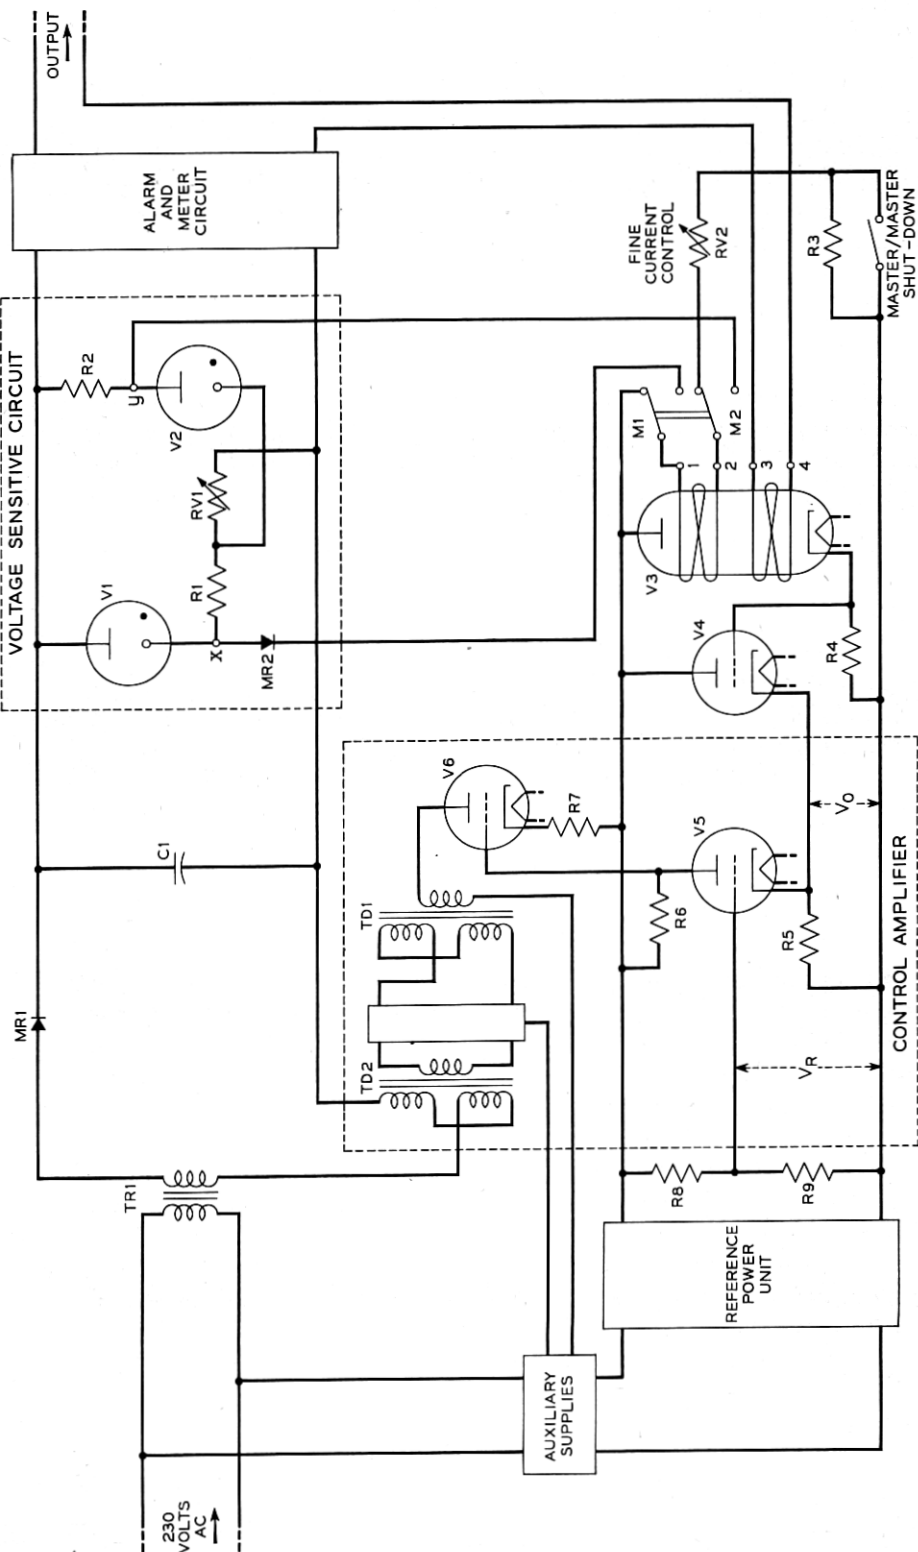 230
VOLTS
AC
TR1
MR1
C1
VOLTAGE SENSITIVE CIRCUIT
V1
X
MR2
R1
RV1
V2
y
R2
ALARM
AND
METER
CIRCUIT
OUTPUT
AUXILIARY
SUPPLIES
TD2
TD1
V6
R7
R6
V5
R5
VR
VO
CONTROL AMPLIFIER
REFERENCE
POWER
UNIT
R8
R9
V4
R4
V3
1
2
3
4
M1
M2
FINE
CURRENT
CONTROL
RV2
R3
MASTER/MASTER
SHUT-DOWN